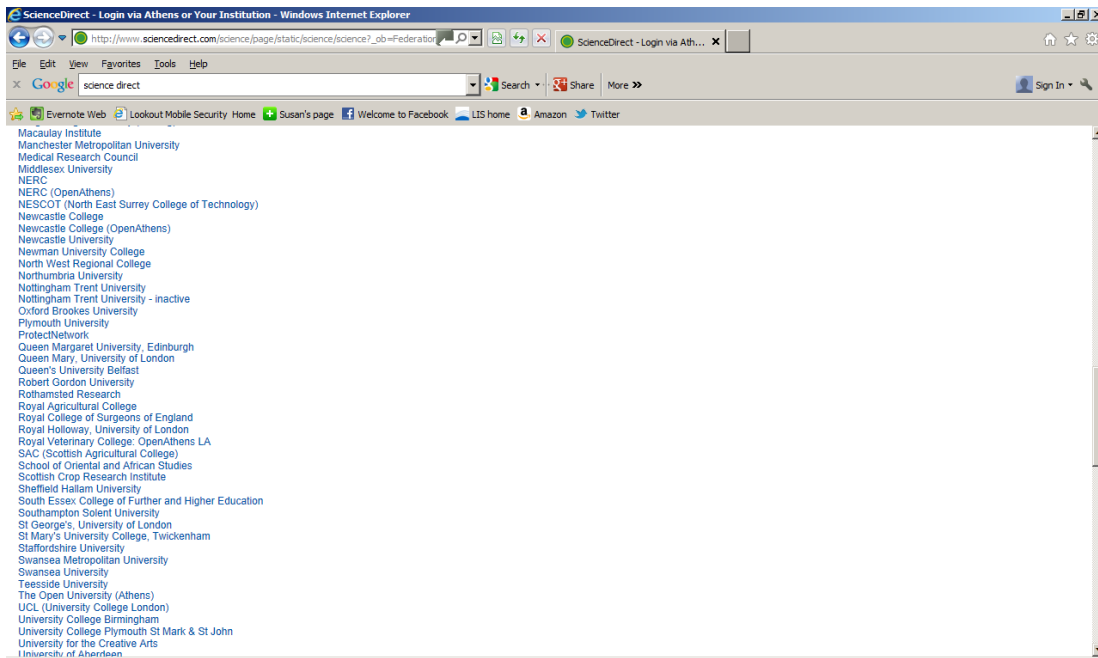 ScienceDirect - Login via Athens or Your Institution - Windows Internet Explorer
http://www.sciencedirect.com/science/page/static/science/science?_ob=Federation
ScienceDirect - Login via Ath...
File Edit View Favorites Tools Help
Google science direct Search Share More Sign In
Evernote Web Lookout Mobile Security Home Susan's page Welcome to Facebook LIS home Amazon Twitter
Macaulay Institute
Manchester Metropolitan University
Medical Research Council
Middlesex University
NERC
NERC (OpenAthens)
NESCOT (North East Surrey College of Technology)
Newcastle College
Newcastle College (OpenAthens)
Newcastle University
Newman University College
North West Regional College
Northumbria University
Nottingham Trent University
Nottingham Trent University - inactive
Oxford Brookes University
Plymouth University
ProtectNetwork
Queen Margaret University, Edinburgh
Queen Mary, University of London
Queen's University Belfast
Robert Gordon University
Rothamsted Research
Royal Agricultural College
Royal College of Surgeons of England
Royal Holloway, University of London
Royal Veterinary College: OpenAthens LA
SAC (Scottish Agricultural College)
School of Oriental and African Studies
Scottish Crop Research Institute
Sheffield Hallam University
South Essex College of Further and Higher Education
Southampton Solent University
St George's, University of London
St Mary's University College, Twickenham
Staffordshire University
Swansea Metropolitan University
Swansea University
Teesside University
The Open University (Athens)
UCL (University College London)
University College Birmingham
University College Plymouth St Mark & St John
University for the Creative Arts
University of Aberdeen